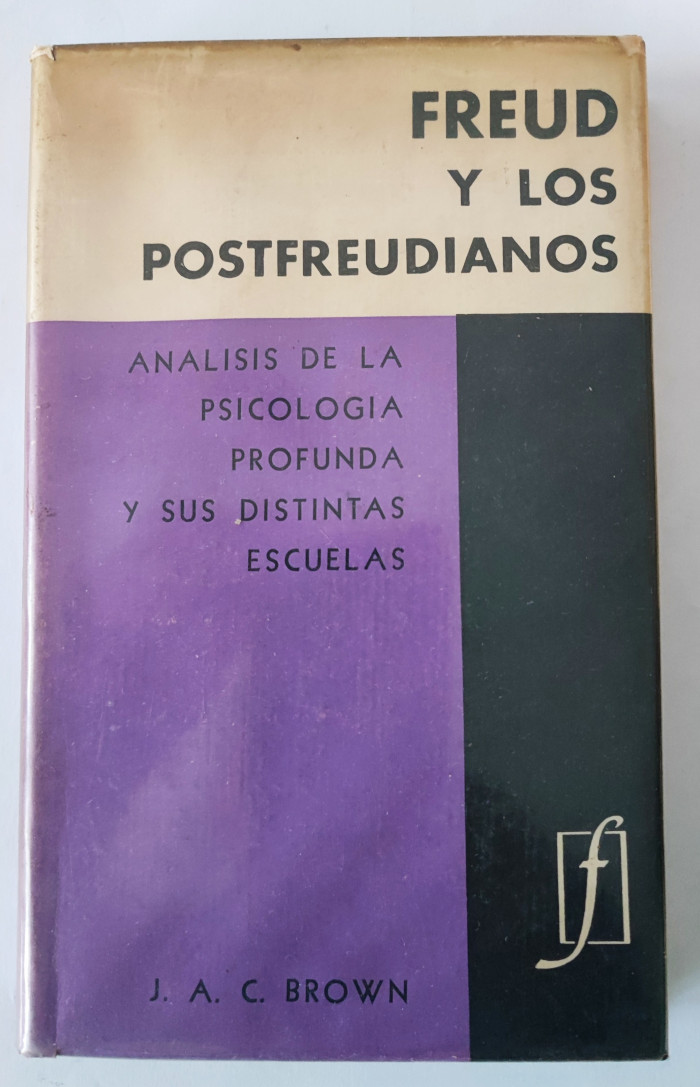 FREUD
Y LOS
POSTFREUDIANOS
ANALISIS DE LA
PSICOLOGIA
PROFUNDA
Y SUS DISTINTAS
ESCUELAS
f
J. A. C. BROWN